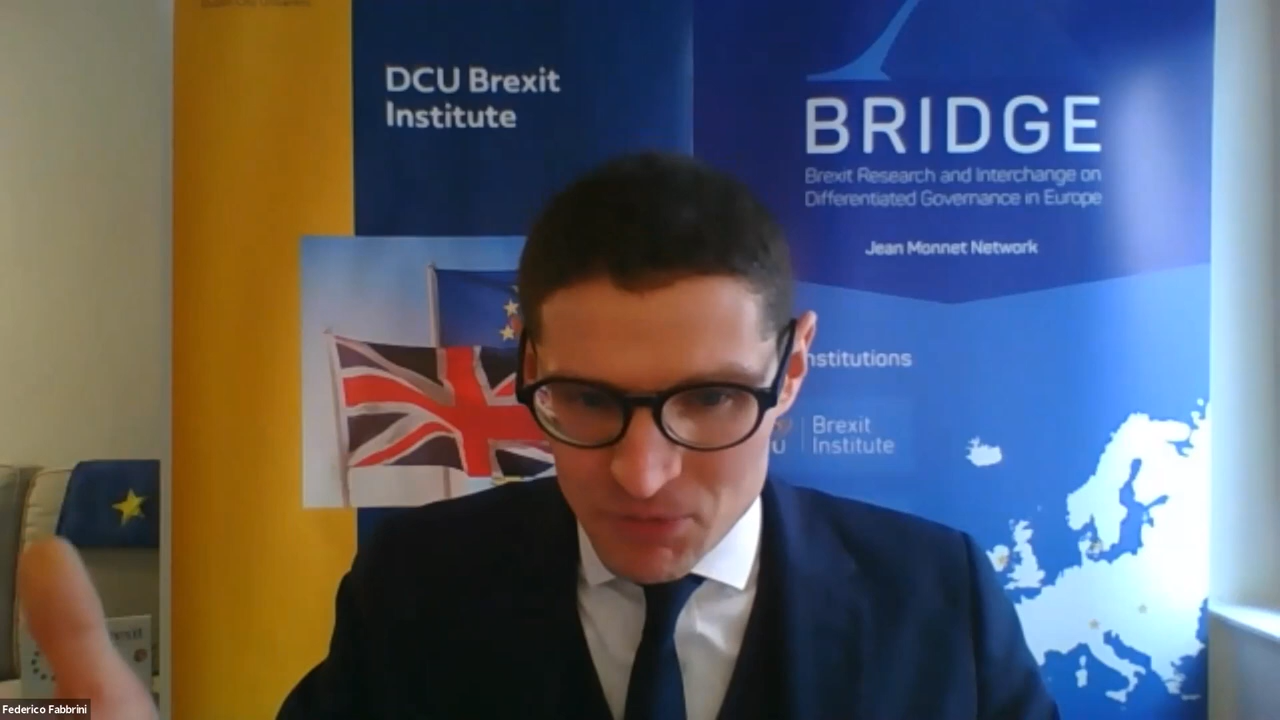 DCU Brexit
Institute
BRIDGE
Brexit Research and Interchange on
Differentiated Governance in Europe
Jean Monnet Network
nstitutions
U
Brexit
Institute
Federico Fabbrini